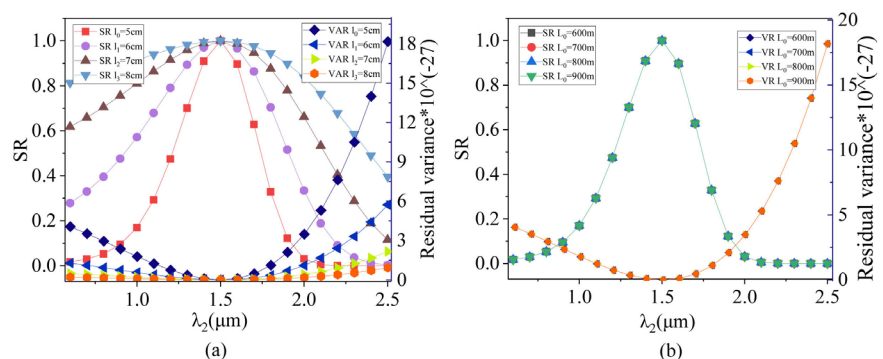 SR l₀=5cm
SR l₁=6cm
SR l₂=7cm
SR l₃=8cm
VAR l₀=5cm
VAR l₁=6cm
VAR l₂=7cm
VAR l₃=8cm
1.0
0.8
0.6
0.4
0.2
0.0
SR
18
15
12
9
6
3
0
Residual variance*10^(-27)
1.0
1.5
2.0
2.5
λ₂(μm)
(a)
SR L₀=600m
SR L₀=700m
SR L₀=800m
SR L₀=900m
VR L₀=600m
VR L₀=700m
VR L₀=800m
VR L₀=900m
1.0
0.8
0.6
0.4
0.2
0.0
SR
18
15
12
9
6
3
0
Residual variance*10^(-27)
1.0
1.5
2.0
2.5
λ₂(μm)
(b)